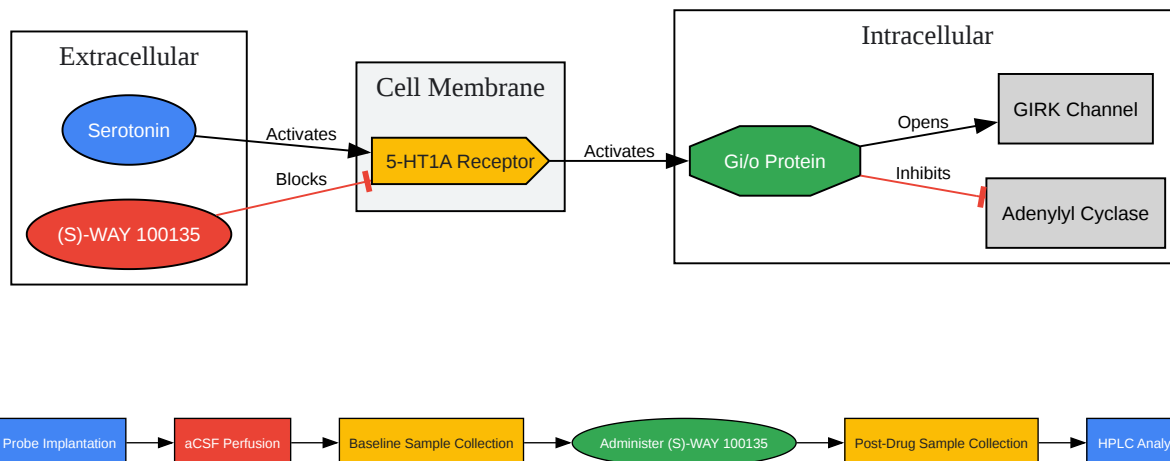 Extracellular
Serotonin
(S)-WAY 100135
Activates
Blocks
Cell Membrane
5-HT1A Receptor
Activates
Intracellular
Gi/o Protein
Opens
Inhibits
GIRK Channel
Adenylyl Cyclase
Probe Implantation
aCSF Perfusion
Baseline Sample Collection
Administer (S)-WAY 100135
Post-Drug Sample Collection
HPLC Analy